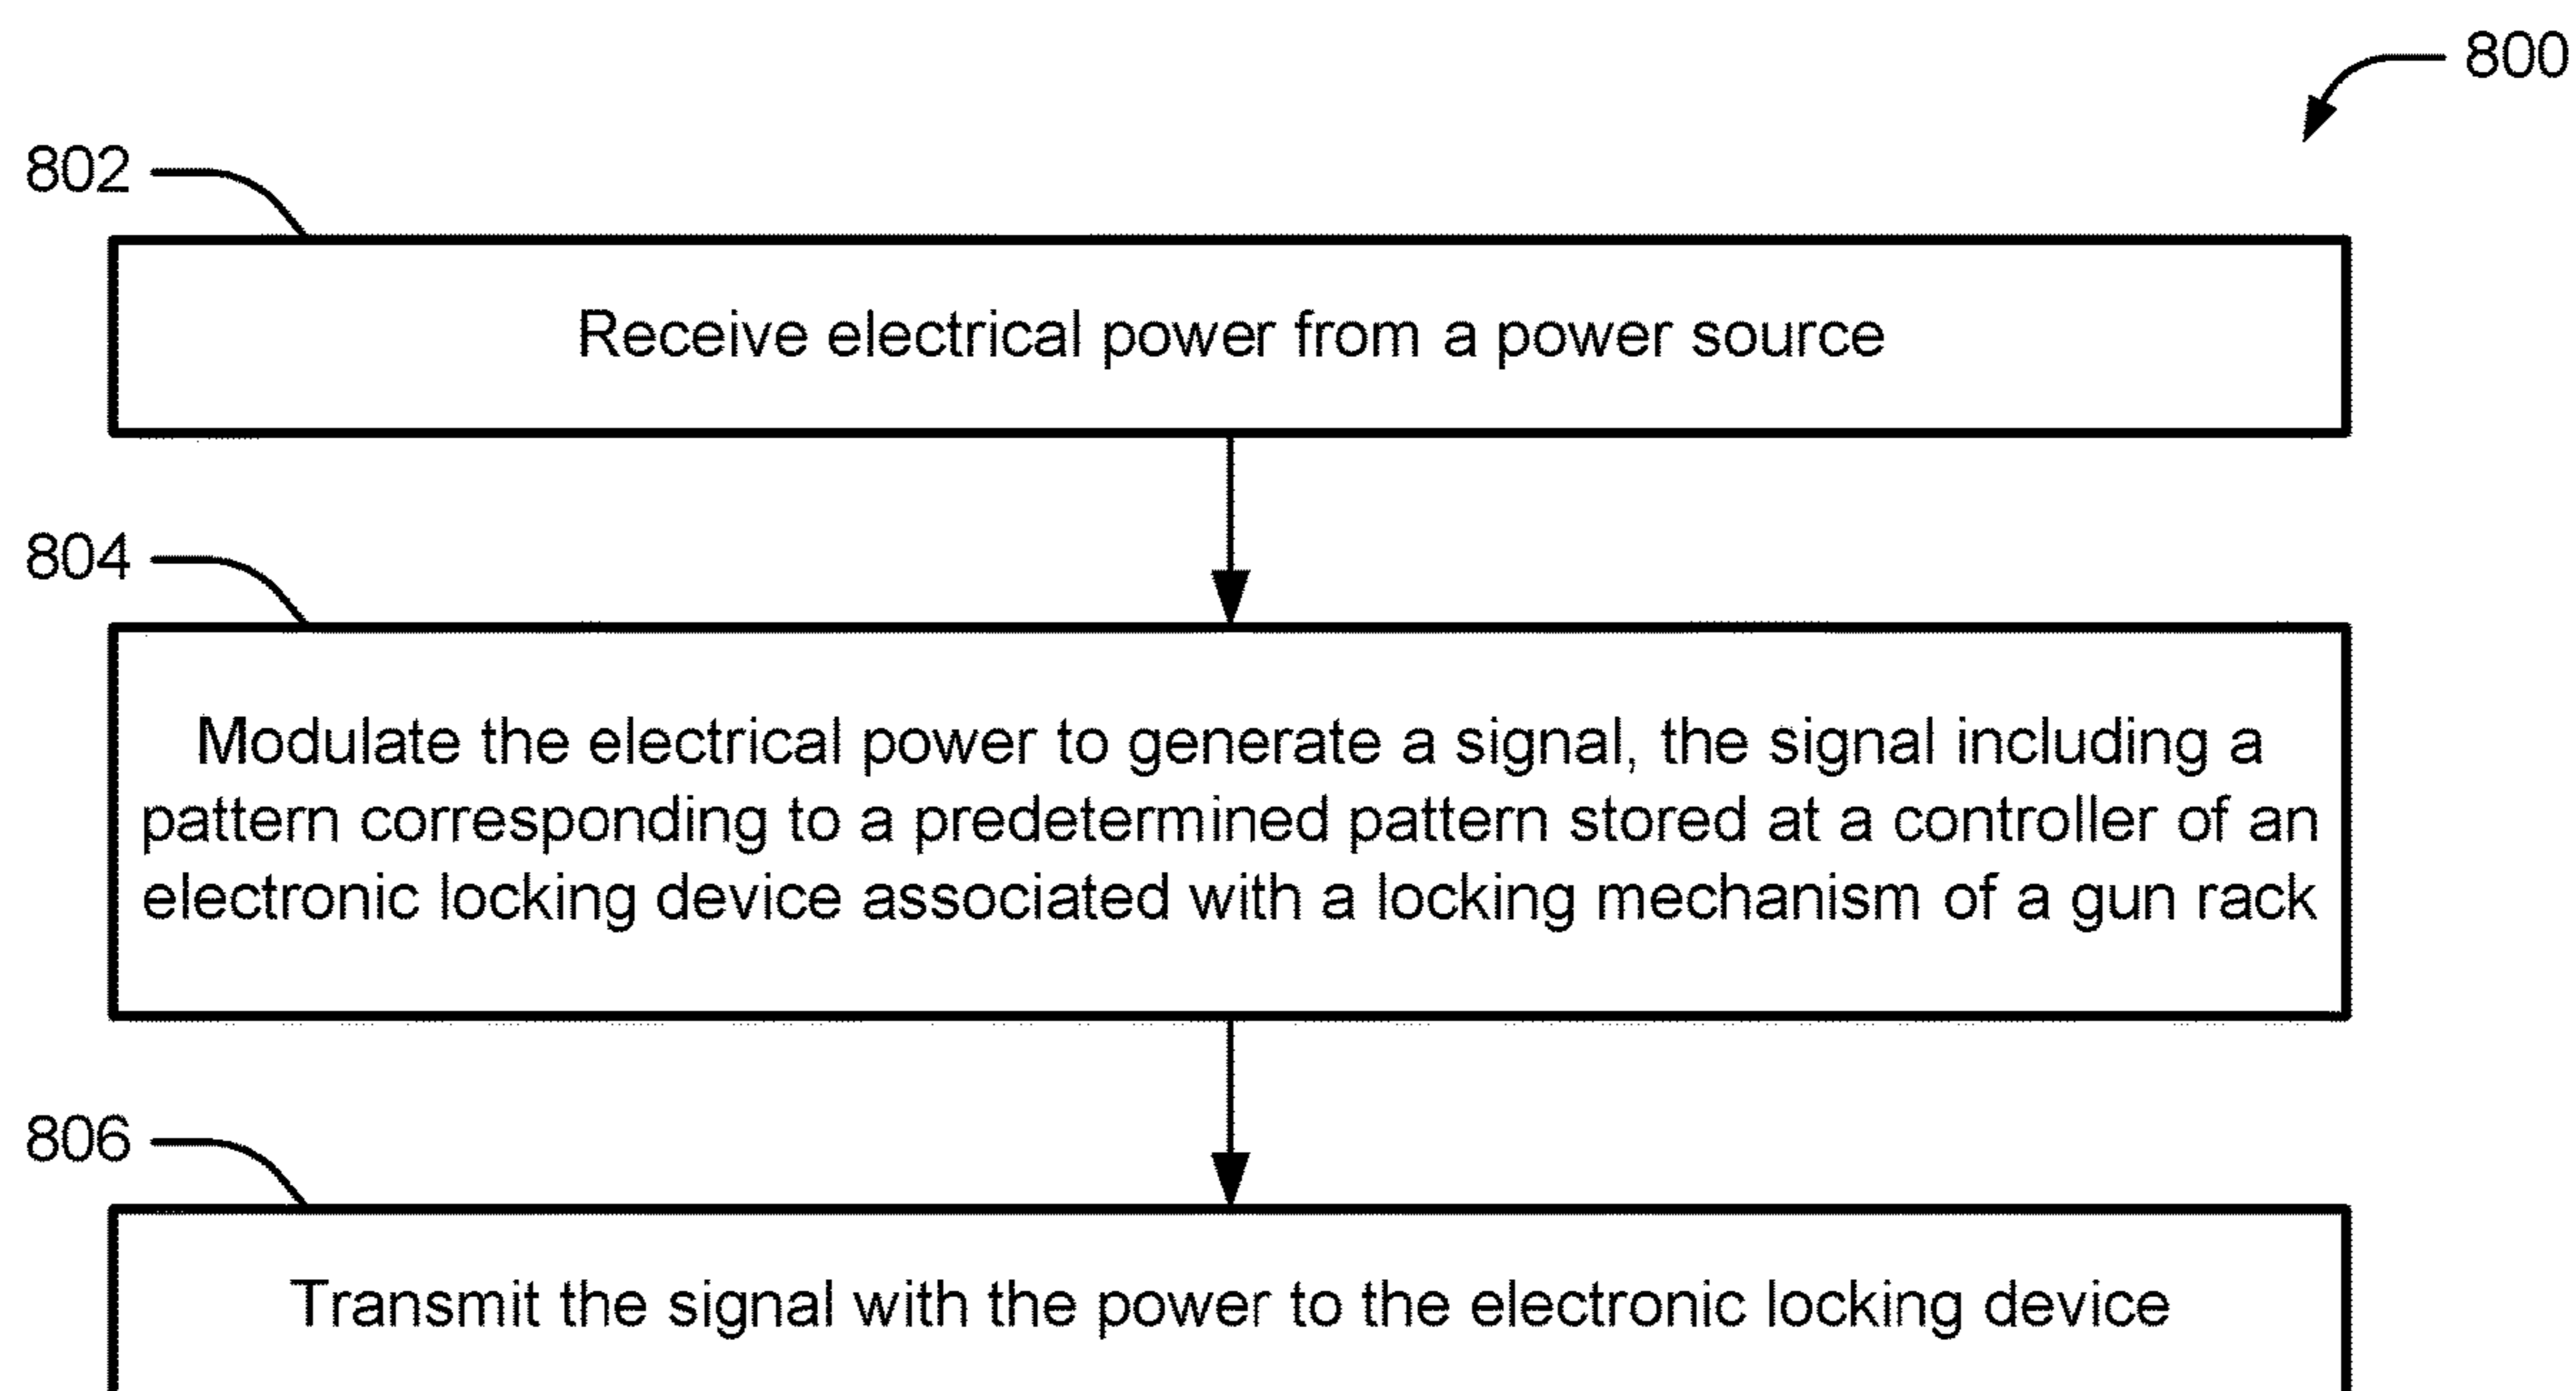 800
802
Receive electrical power from a power source
804
Modulate the electrical power to generate a signal, the signal including a
pattern corresponding to a predetermined pattern stored at a controller of an
electronic locking device associated with a locking mechanism of a gun rack
806
Transmit the signal with the power to the electronic locking device